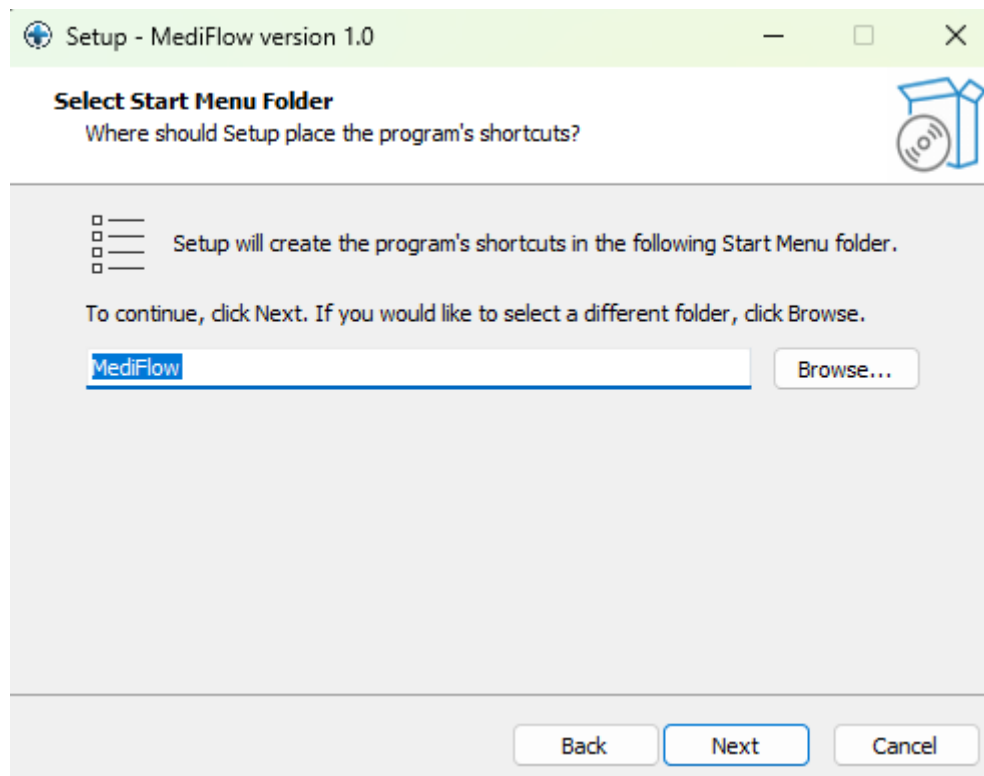 Setup - MediFlow version 1.0
Select Start Menu Folder
Where should Setup place the program's shortcuts?
Setup will create the program's shortcuts in the following Start Menu folder.
To continue, click Next. If you would like to select a different folder, click Browse.
MediFlow
Browse...
Back
Next
Cancel